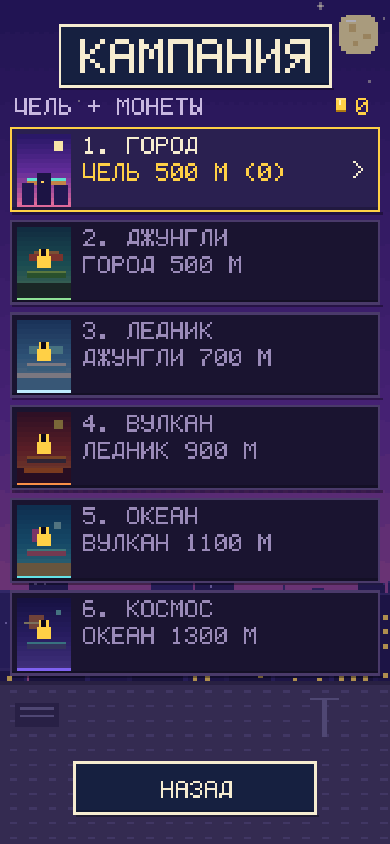 КАМПАНИЯ
ЦЕЛЬ + МОНЕТЫ 0
1. ГОРОД
ЦЕЛЬ 500 М (0)
2. ДЖУНГЛИ
ГОРОД 500 М
3. ЛЕДНИК
ДЖУНГЛИ 700 М
4. ВУЛКАН
ЛЕДНИК 900 М
5. ОКЕАН
ВУЛКАН 1100 М
6. КОСМОС
ОКЕАН 1300 М
НАЗАД